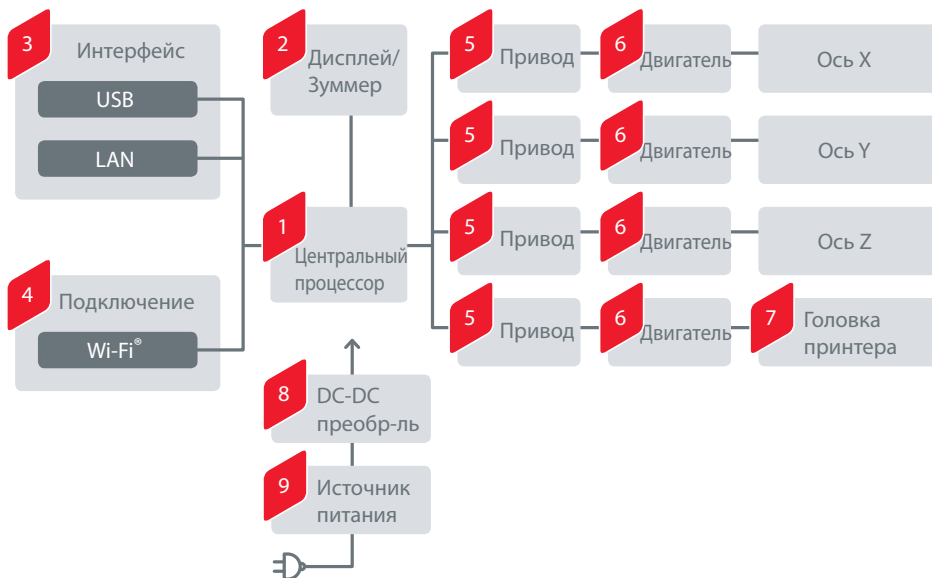 3
Интерфейс
USB
LAN
4
Подключение
Wi-Fi®
2
Дисплей/
Зуммер
1
Центральный
процессор
8
DC-DC
преобр-ль
9
Источник
питания
5
Привод
6
Двигатель
Ось X
5
Привод
6
Двигатель
Ось Y
5
Привод
6
Двигатель
Ось Z
5
Привод
6
Двигатель
7
Головка
принтера